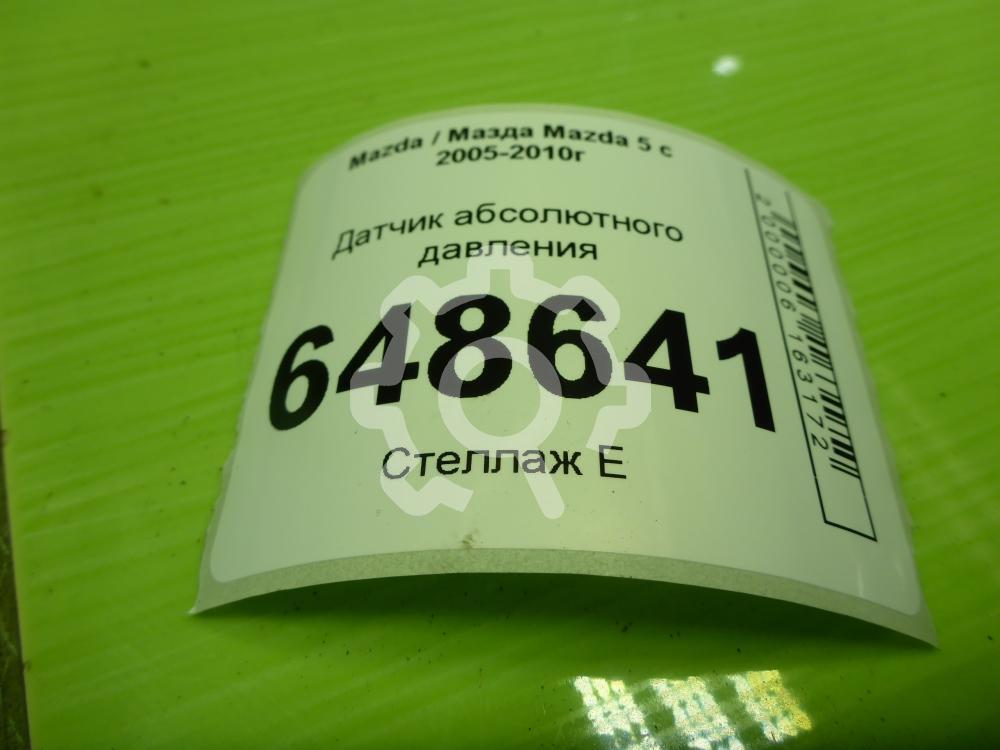 Mazda / Мазда Mazda 5 с
2005-2010г
Датчик абсолютного
давления
648641
Стеллаж Е
2000006163172